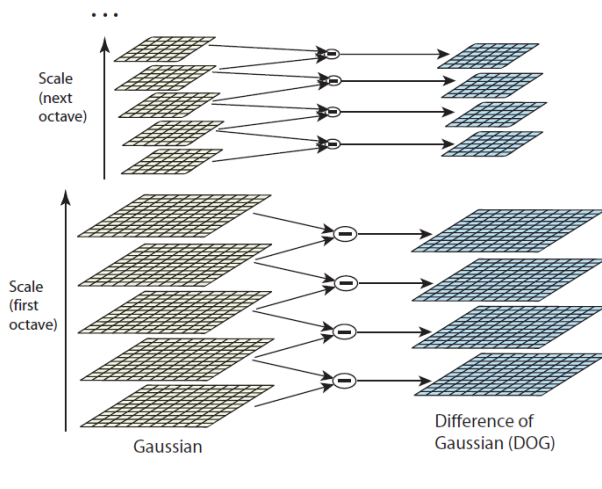 ...
Scale
(next
octave)
Scale
(first
octave)
Gaussian
Difference of
Gaussian (DOG)